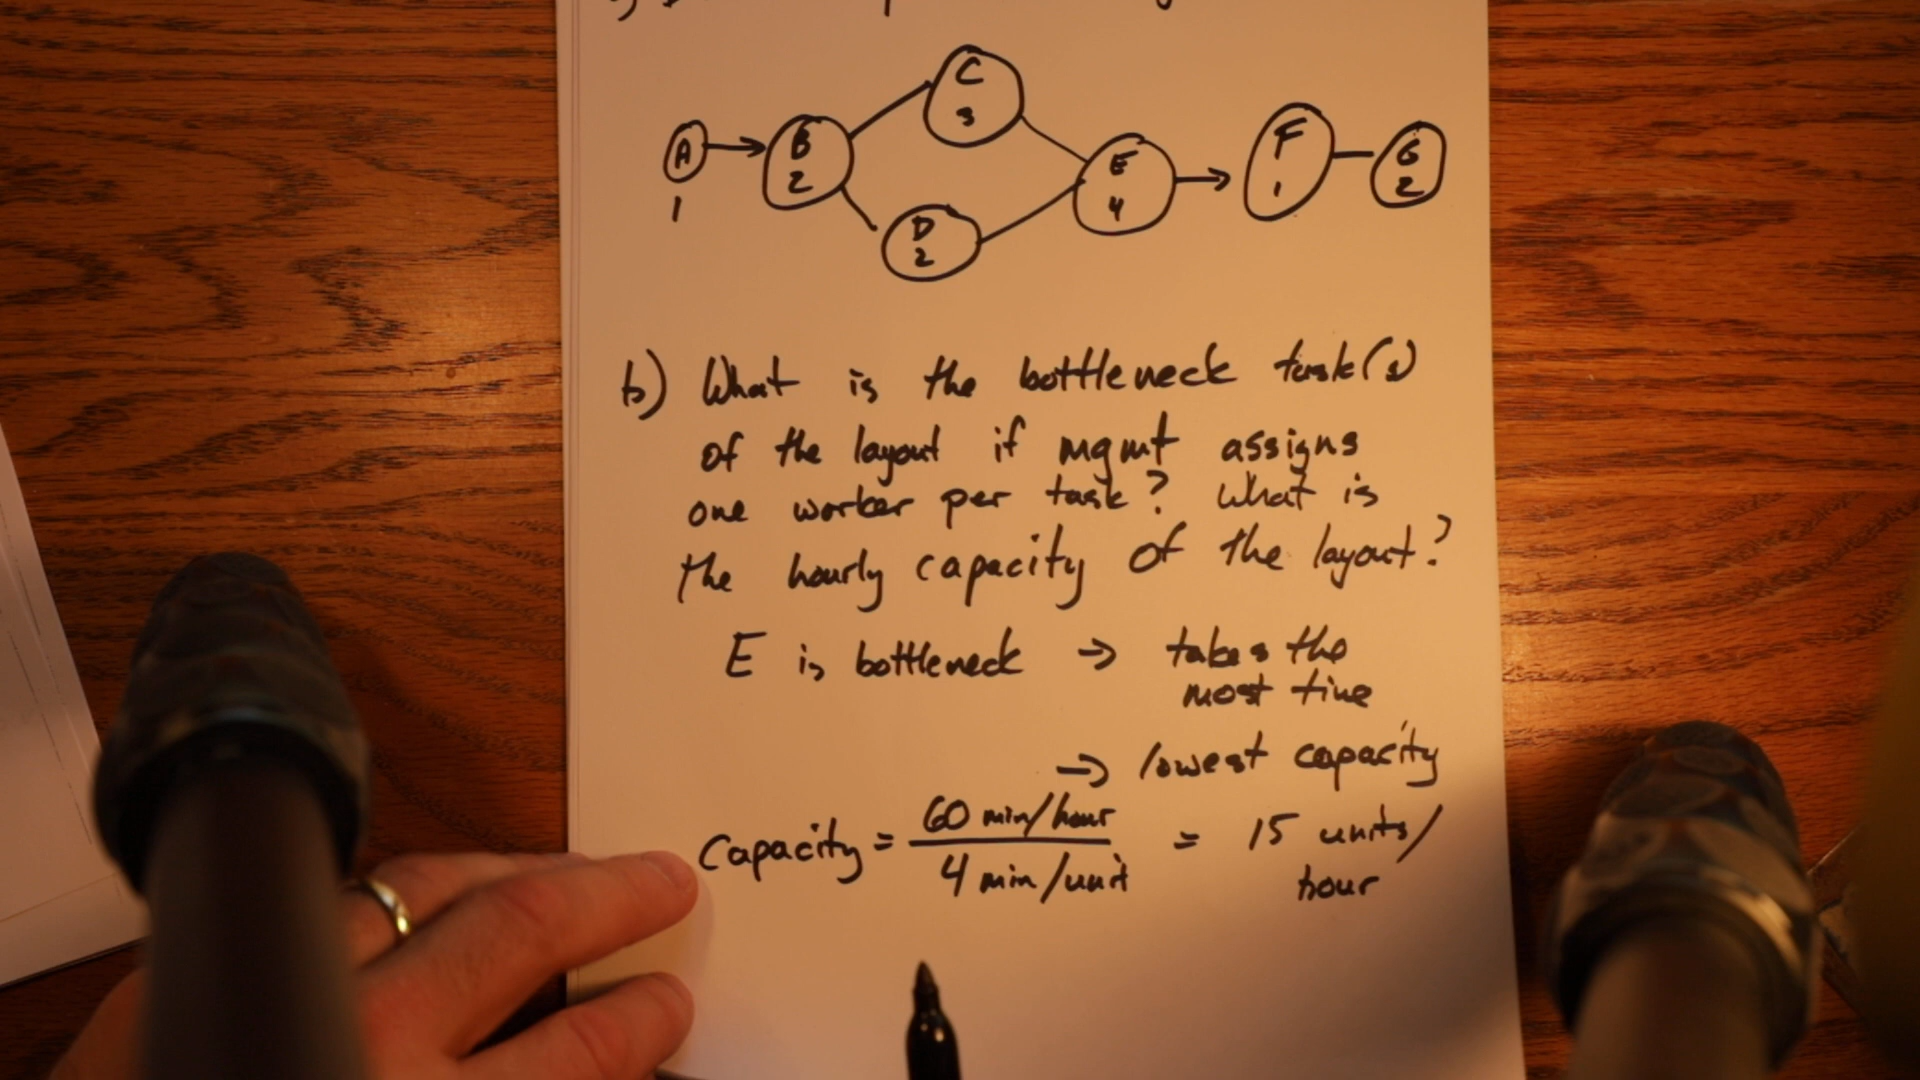 C
3
A
1
B
2
D
2
E
4
F
1
G
2
b) What is the bottleneck task(s)
of the layout if mgmt assigns
one worker per task? What is
the hourly capacity of the layout?
E is bottleneck → takes the
most time
→ lowest capacity
Capacity = 60 min/hour / 4 min/unit = 15 units/
hour